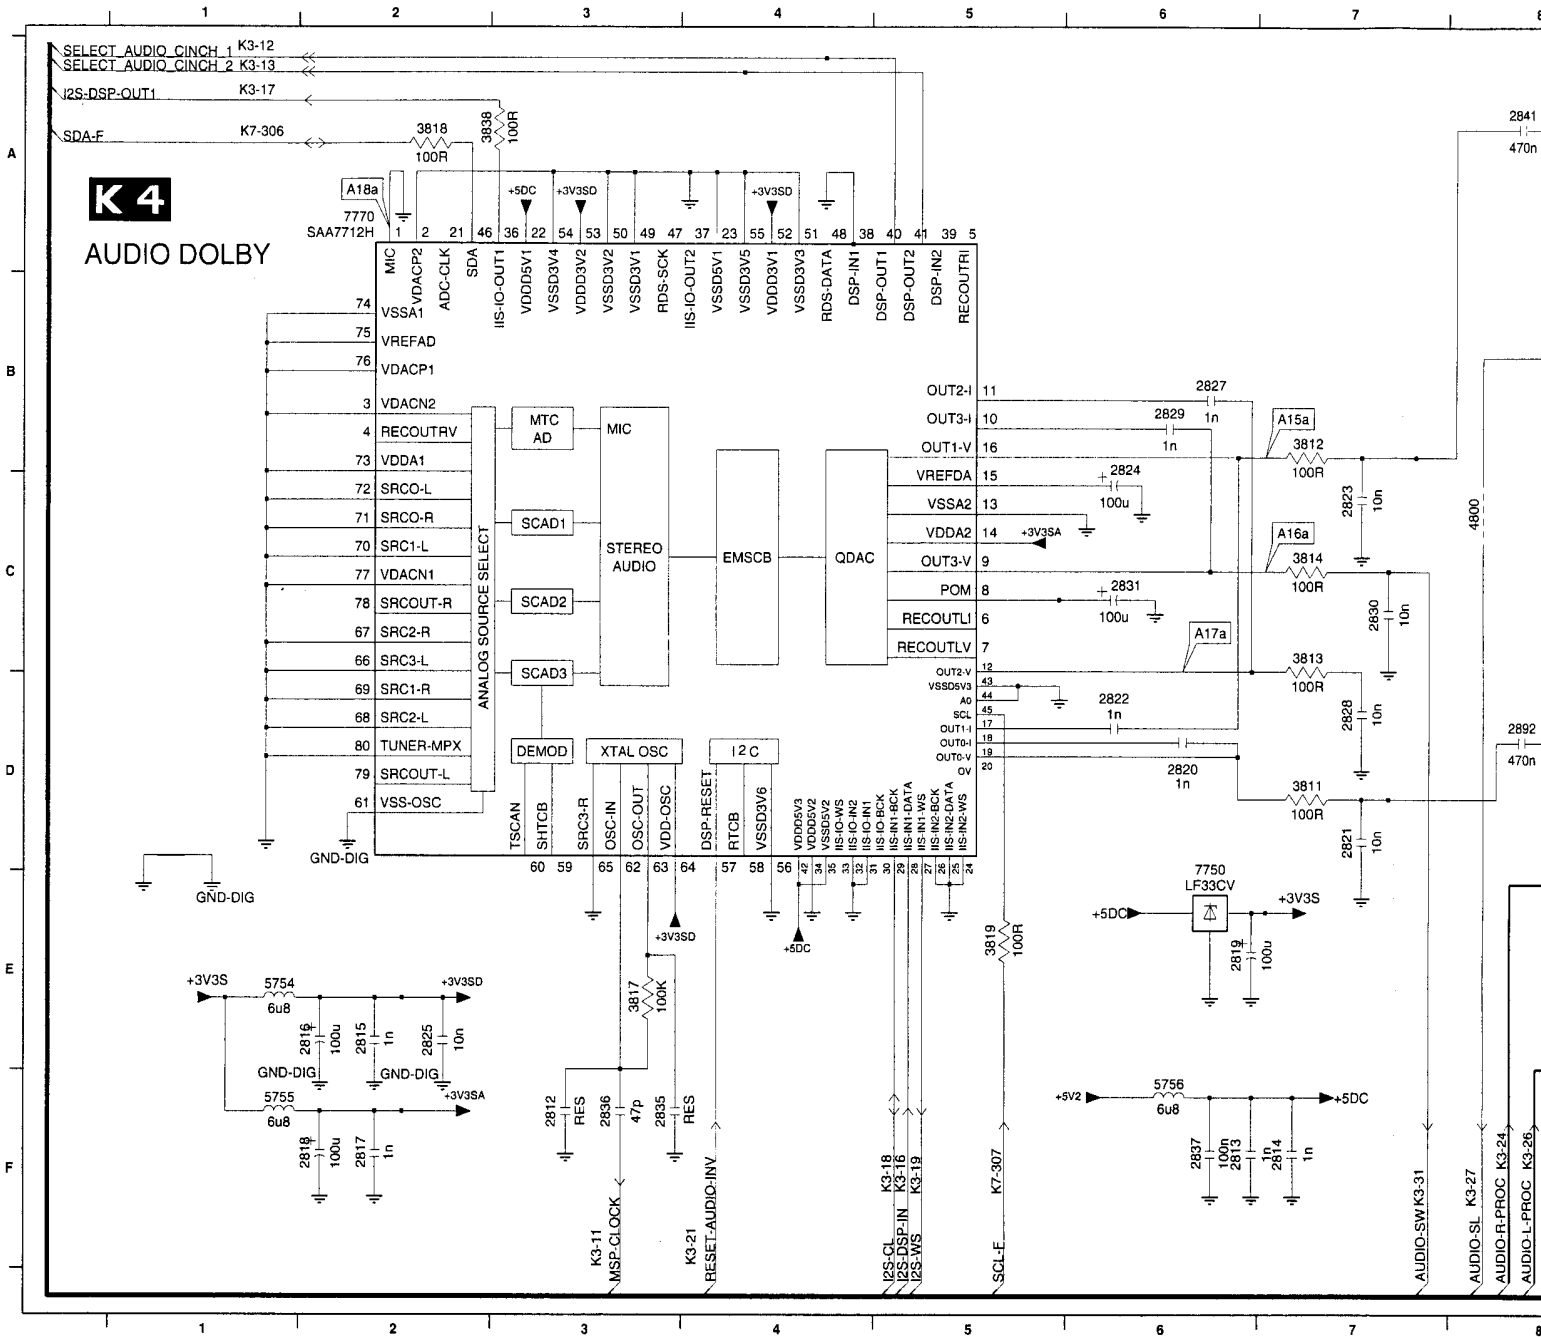 1 2 3 4 5 6 7 8
SELECT_AUDIO_CINCH_1 K3-12
SELECT_AUDIO_CINCH_2 K3-13
I2S-DSP-OUT1 K3-17
SDA-F K7-306
3818
100R
3838
100R
2841
470n
A
K 4
AUDIO DOLBY
A18a
7770
SAA7712H
+5DC +3V3SD +3V3SD
1 2 21 46 36 22 54 53 50 49 47 37 23 55 52 51 48 38 40 41 39 5
MIC
VDACP2
ADC-CLK
SDA
IIS-IO-OUT1
VDDD5V1
VSSD3V4
VDDD3V2
VSSD3V2
VSSD3V1
RDS-SCK
IIS-IO-OUT2
VSSD5V1
VSSD3V5
VDDD3V1
VSSD3V3
RDS-DATA
DSP-IN1
DSP-OUT1
DSP-OUT2
DSP-IN2
RECOUTRI
74 VSSA1
75 VREFAD
76 VDACP1
B
3 VDACN2
4 RECOUTRV
73 VDDA1
72 SRCO-L
71 SRCO-R
70 SRC1-L
77 VDACN1
78 SRCOUT-R
67 SRC2-R
66 SRC3-L
69 SRC1-R
68 SRC2-L
80 TUNER-MPX
79 SRCOUT-L
61 VSS-OSC
GND-DIG
ANALOG SOURCE SELECT
MTC
AD
SCAD1
SCAD2
SCAD3
DEMOD
MIC
STEREO
AUDIO
XTAL OSC
EMSCB
I2C
QDAC
OUT2-I 11
OUT3-I 10
OUT1-V 16
VREFDA 15
VSSA2 13
VDDA2 14
OUT3-V 9
POM 8
RECOUTLI 6
RECOUTLV 7
OUT2-V 12
VSSD5V3 43
A0 44
SCL 45
OUT1-I 17
OUT0-I 18
OUT0-V 19
OV 20
2827
1n
2829
1n
A15a
3812
100R
+ 2824
100u
2823
10n
4800
+3V3SA
C
A16a
3814
100R
+ 2831
100u
2830
10n
A17a
3813
100R
2822
1n
2828
10n
2892
470n
D
2820
1n
3811
100R
2821
10n
TSCAN
SHTCB
SRC3-R
OSC-IN
OSC-OUT
VDD-OSC
DSP-RESET
RTCB
VSSD3V6
VDDD5V3
VDDD5V2
VSSD5V2
IIS-IO-WS
IIS-IO-IN2
IIS-IO-IN1
IIS-IO-BCK
IIS-IN1-BCK
IIS-IN1-DATA
IIS-IN1-WS
IIS-IN2-BCK
IIS-IN2-DATA
IIS-IN2-WS
60 59 65 62 63 64 57 58 56 42 34 35 33 32 31 30 29 28 27 26 25 24
GND-DIG
+3V3SD
+5DC
3819
100R
7750
LF33CV
+5DC
+3V3S
2819
+
100u
E
+3V3S
5754
6u8
+3V3SD
2816
+
100u
2815
1n
2825
10n
GND-DIG GND-DIG
3817
100K
5755
6u8
+3V3SA
2818
+
100u
2817
1n
2812
RES
2836
47p
2835
RES
+5V2
5756
6u8
+5DC
2837
100n
2813
1n
2814
1n
F
K3-11
MSP-CLOCK
K3-21
RESET-AUDIO-INV
K3-18
I2S-CL
K3-16
I2S-DSP-IN
K3-19
I2S-WS
K7-307
SCL-F
AUDIO-SW K3-31
AUDIO-SL K3-27
AUDIO-R-PROC K3-24
AUDIO-L-PROC K3-26
1 2 3 4 5 6 7 8